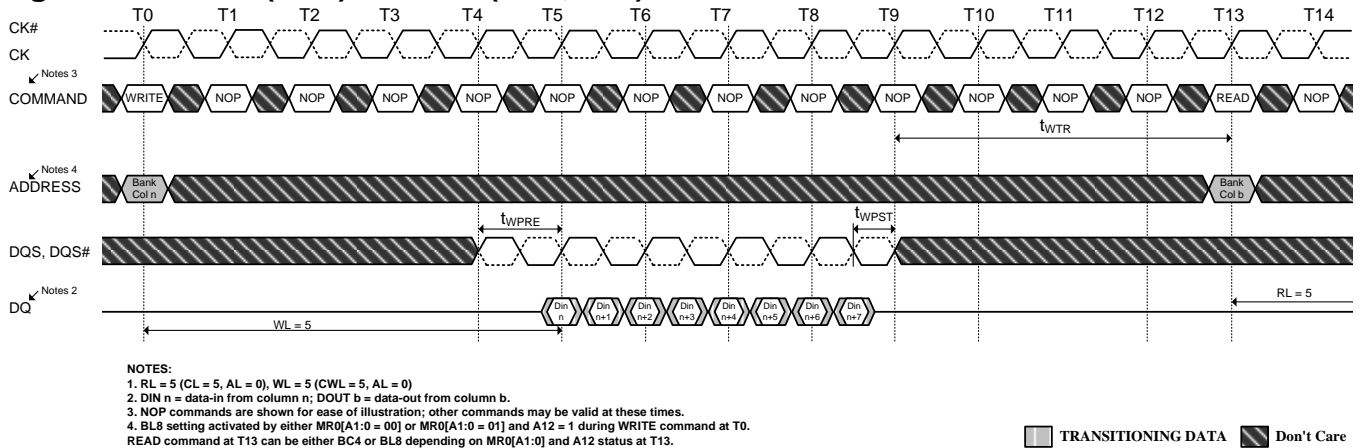 T0 T1 T2 T3 T4 T5 T6 T7 T8 T9 T10 T11 T12 T13 T14
CK#
CK
Notes 3
COMMAND WRITE NOP NOP NOP NOP NOP NOP NOP NOP NOP NOP NOP NOP READ NOP
tWTR
Notes 4
ADDRESS
Bank
Col n
Bank
Col b
tWPRE
tWPST
DQS, DQS#
Notes 2
DQ
Din
n
Din
n+1
Din
n+2
Din
n+3
Din
n+4
Din
n+5
Din
n+6
Din
n+7
RL = 5
WL = 5
NOTES:
1. RL = 5 (CL = 5, AL = 0), WL = 5 (CWL = 5, AL = 0)
2. DIN n = data-in from column n; DOUT b = data-out from column b.
3. NOP commands are shown for ease of illustration; other commands may be valid at these times.
4. BL8 setting activated by either MR0[A1:0 = 00] or MR0[A1:0 = 01] and A12 = 1 during WRITE command at T0.
READ command at T13 can be either BC4 or BL8 depending on MR0[A1:0] and A12 status at T13.
TRANSITIONING DATA
Don't Care